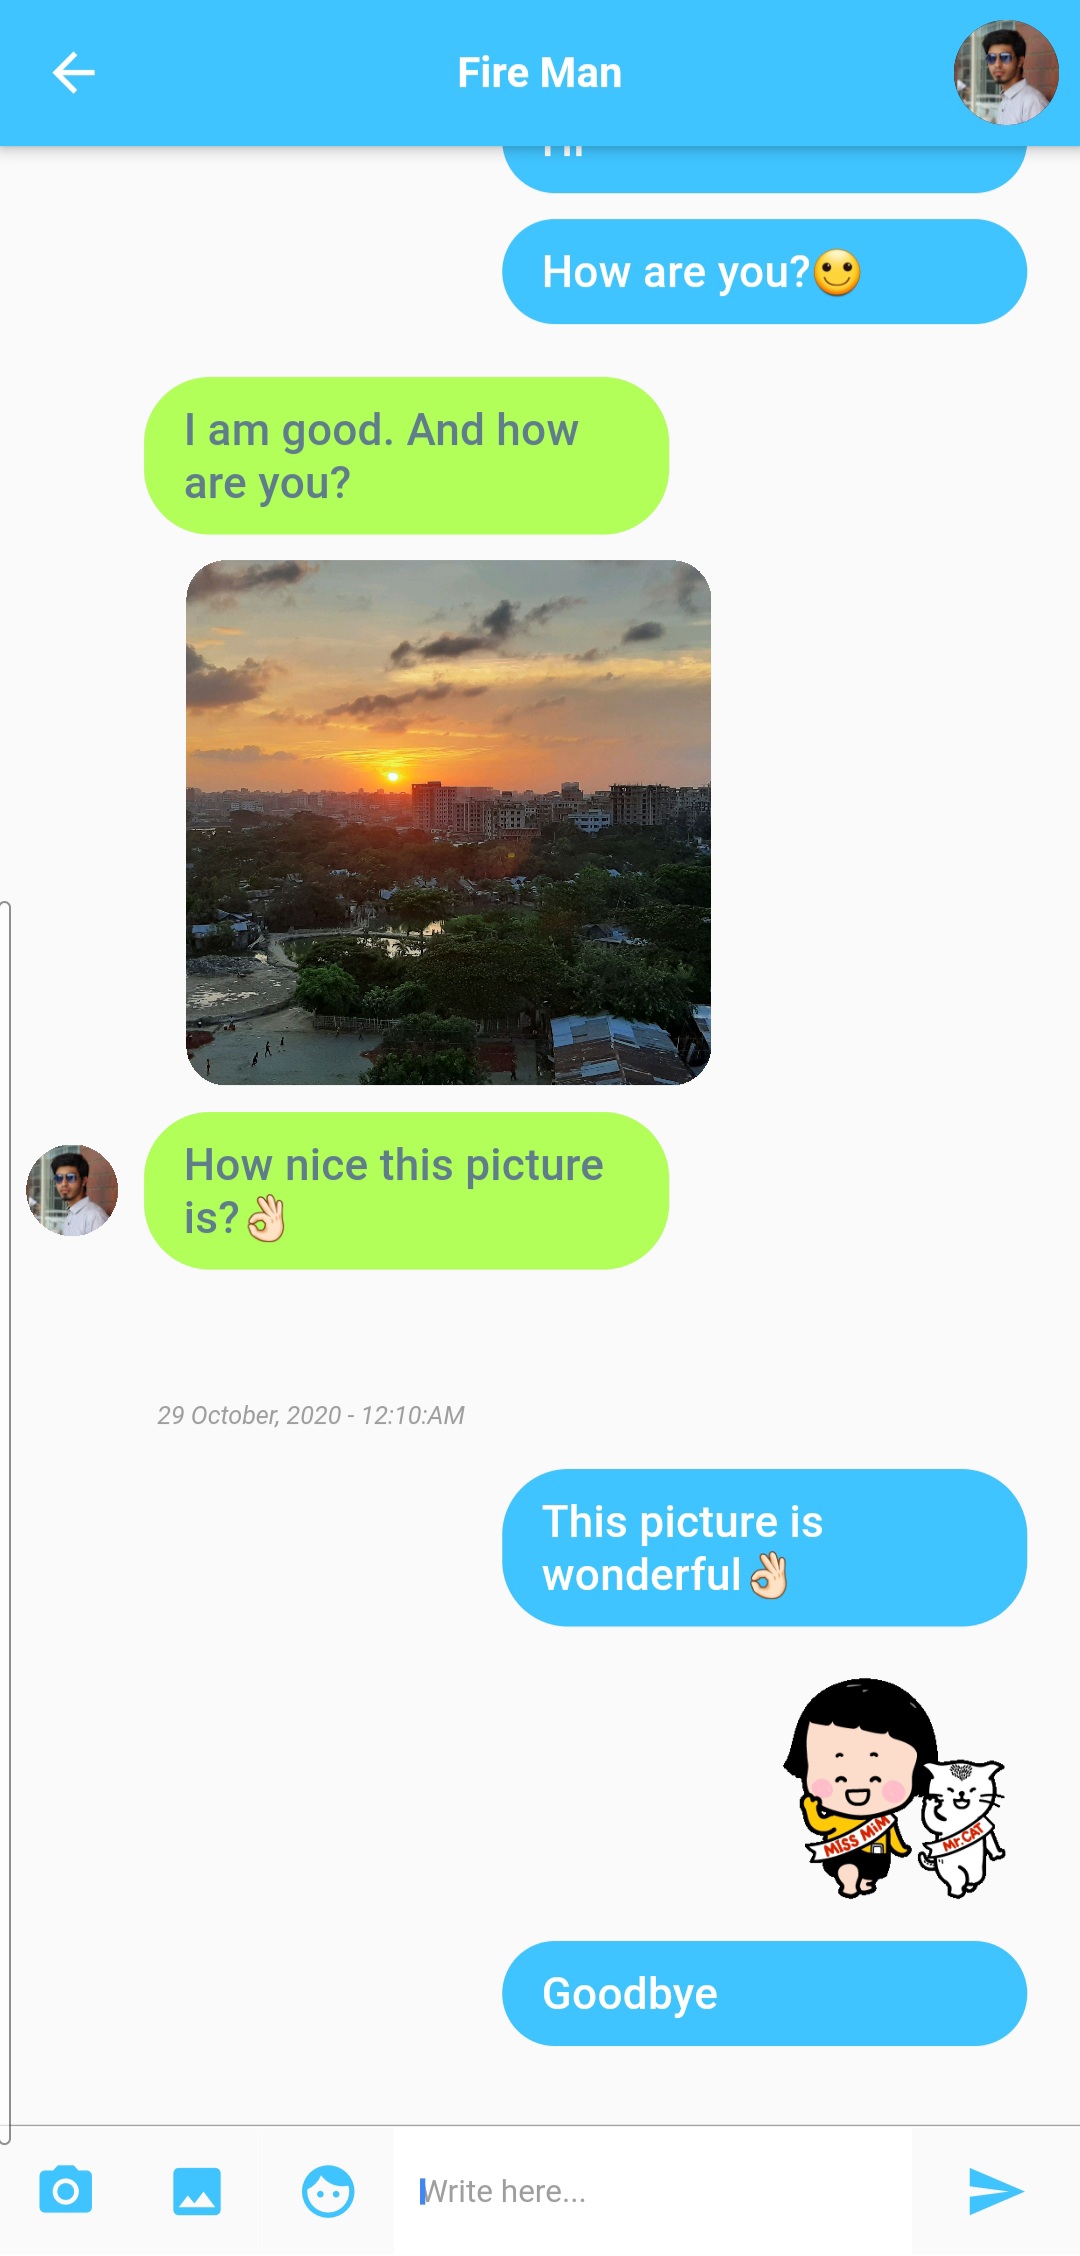 Fire Man
How are you?🙂
I am good. And how
are you?
How nice this picture
is?👌🏻
29 October, 2020 - 12:10:AM
This picture is
wonderful👌🏻
MISS MiM
Mr.CAT
Goodbye
Write here...